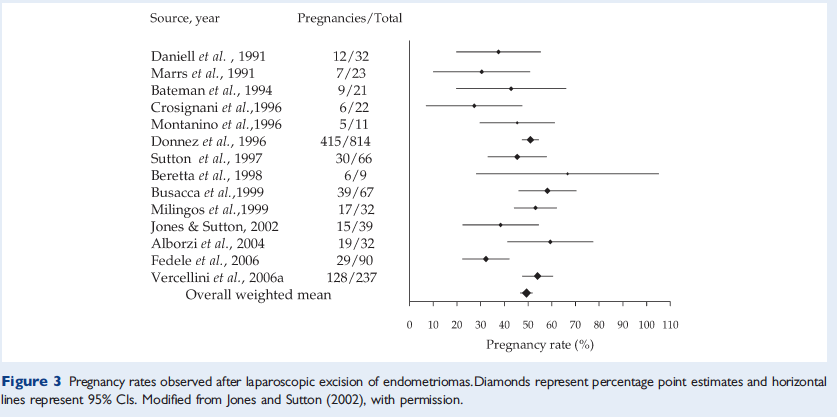 Source, year Pregnancies/Total
Daniell et al. , 1991 12/32
Marrs et al., 1991 7/23
Bateman et al., 1994 9/21
Crosignani et al.,1996 6/22
Montanino et al.,1996 5/11
Donnez et al., 1996 415/814
Sutton et al., 1997 30/66
Beretta et al., 1998 6/9
Busacca et al.,1999 39/67
Milingos et al.,1999 17/32
Jones & Sutton, 2002 15/39
Alborzi et al., 2004 19/32
Fedele et al., 2006 29/90
Vercellini et al., 2006a 128/237
Overall weighted mean
0 10 20 30 40 50 60 70 80 90 100 110
Pregnancy rate (%)
Figure 3 Pregnancy rates observed after laparoscopic excision of endometriomas.Diamonds represent percentage point estimates and horizontal
lines represent 95% CIs. Modified from Jones and Sutton (2002), with permission.